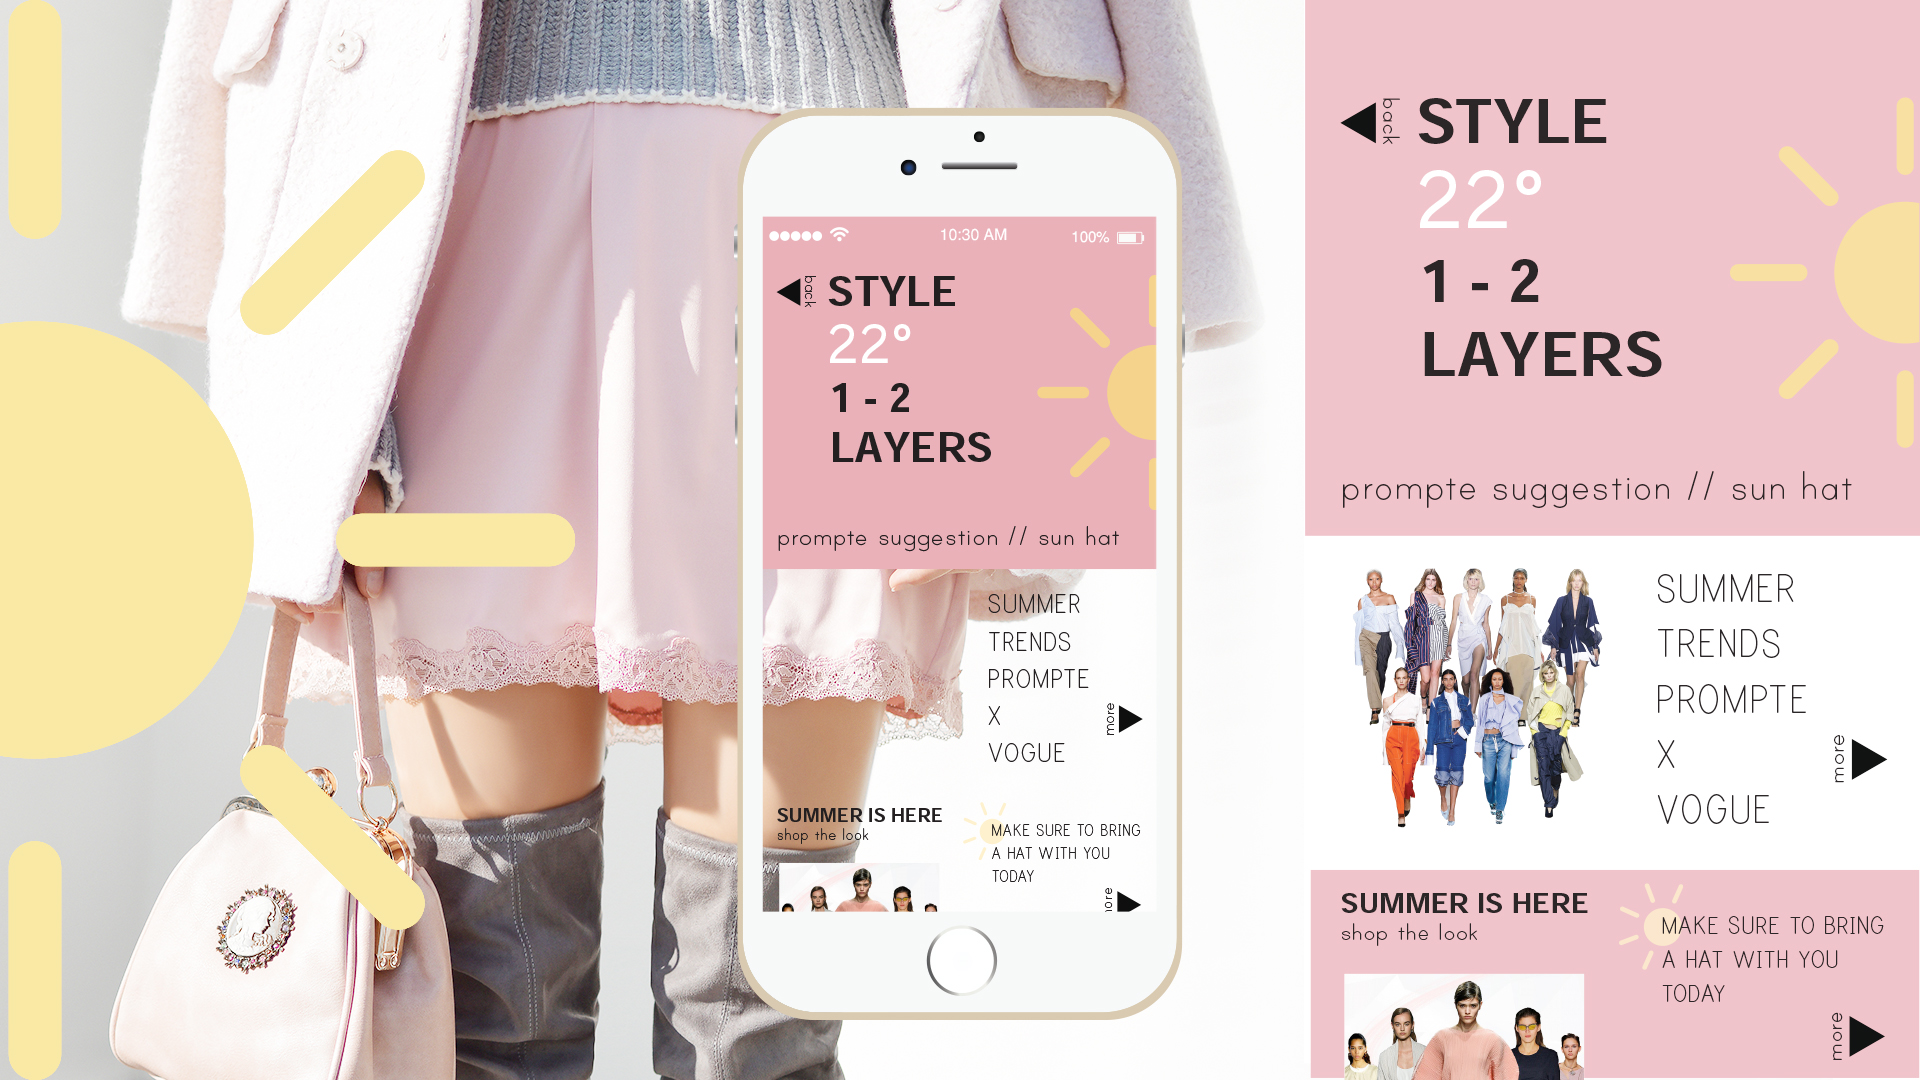 10:30 AM
100%
back
STYLE
22°
1 - 2
LAYERS
prompte suggestion // sun hat
SUMMER
TRENDS
PROMPTE
X
VOGUE
more
SUMMER IS HERE
shop the look
MAKE SURE TO BRING
A HAT WITH YOU
TODAY
more
back
STYLE
22°
1 - 2
LAYERS
prompte suggestion // sun hat
SUMMER
TRENDS
PROMPTE
X
VOGUE
more
SUMMER IS HERE
shop the look
MAKE SURE TO BRING
A HAT WITH YOU
TODAY
more